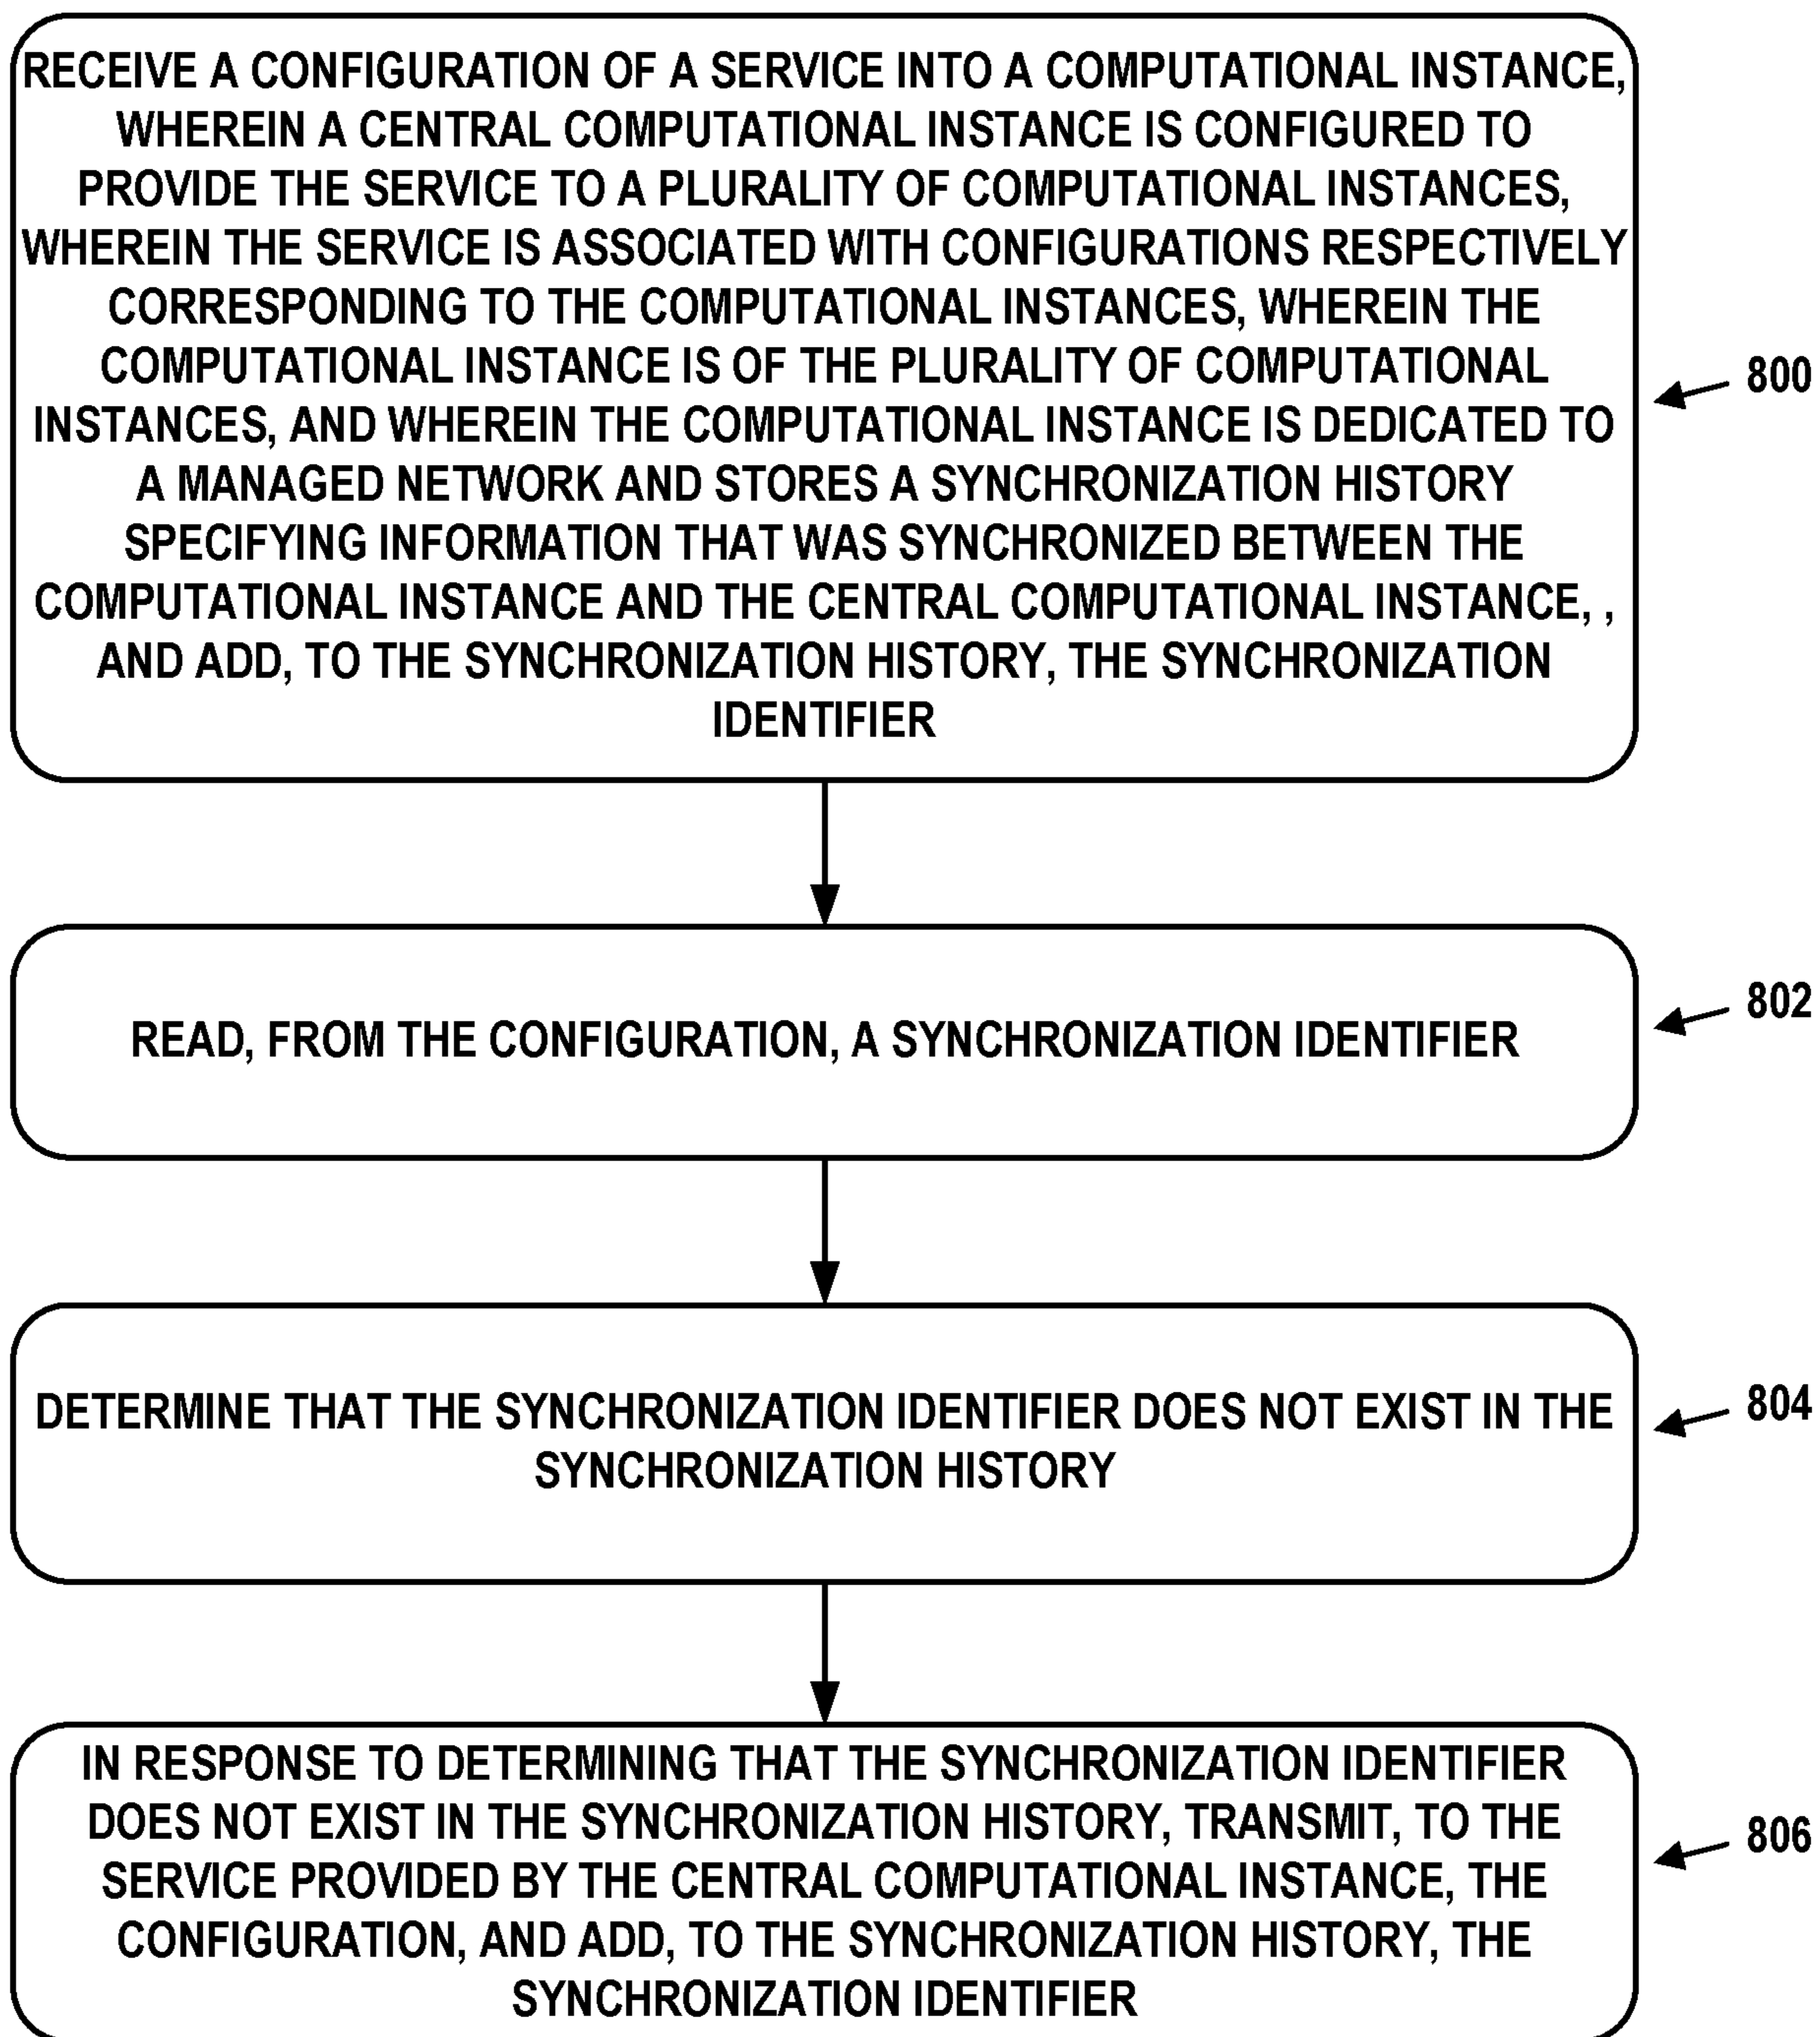 RECEIVE A CONFIGURATION OF A SERVICE INTO A COMPUTATIONAL INSTANCE,
WHEREIN A CENTRAL COMPUTATIONAL INSTANCE IS CONFIGURED TO
PROVIDE THE SERVICE TO A PLURALITY OF COMPUTATIONAL INSTANCES,
WHEREIN THE SERVICE IS ASSOCIATED WITH CONFIGURATIONS RESPECTIVELY
CORRESPONDING TO THE COMPUTATIONAL INSTANCES, WHEREIN THE
COMPUTATIONAL INSTANCE IS OF THE PLURALITY OF COMPUTATIONAL
INSTANCES, AND WHEREIN THE COMPUTATIONAL INSTANCE IS DEDICATED TO
A MANAGED NETWORK AND STORES A SYNCHRONIZATION HISTORY
SPECIFYING INFORMATION THAT WAS SYNCHRONIZED BETWEEN THE
COMPUTATIONAL INSTANCE AND THE CENTRAL COMPUTATIONAL INSTANCE, ,
AND ADD, TO THE SYNCHRONIZATION HISTORY, THE SYNCHRONIZATION
IDENTIFIER
800
READ, FROM THE CONFIGURATION, A SYNCHRONIZATION IDENTIFIER
802
DETERMINE THAT THE SYNCHRONIZATION IDENTIFIER DOES NOT EXIST IN THE
SYNCHRONIZATION HISTORY
804
IN RESPONSE TO DETERMINING THAT THE SYNCHRONIZATION IDENTIFIER
DOES NOT EXIST IN THE SYNCHRONIZATION HISTORY, TRANSMIT, TO THE
SERVICE PROVIDED BY THE CENTRAL COMPUTATIONAL INSTANCE, THE
CONFIGURATION, AND ADD, TO THE SYNCHRONIZATION HISTORY, THE
SYNCHRONIZATION IDENTIFIER
806